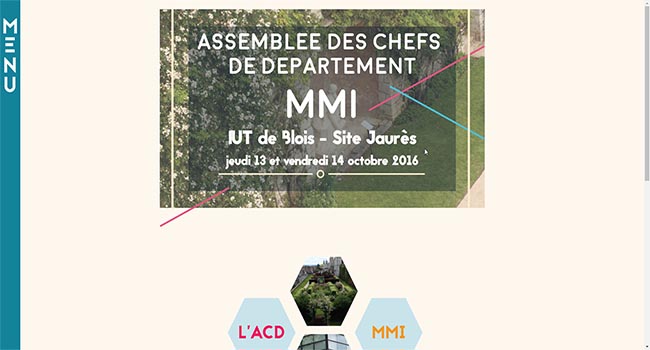 MENU
ASSEMBLEE DES CHEFS
DE DEPARTEMENT
MMI
IUT de Blois - Site Jaurès
jeudi 13 et vendredi 14 octobre 2016
L'ACD
MMI